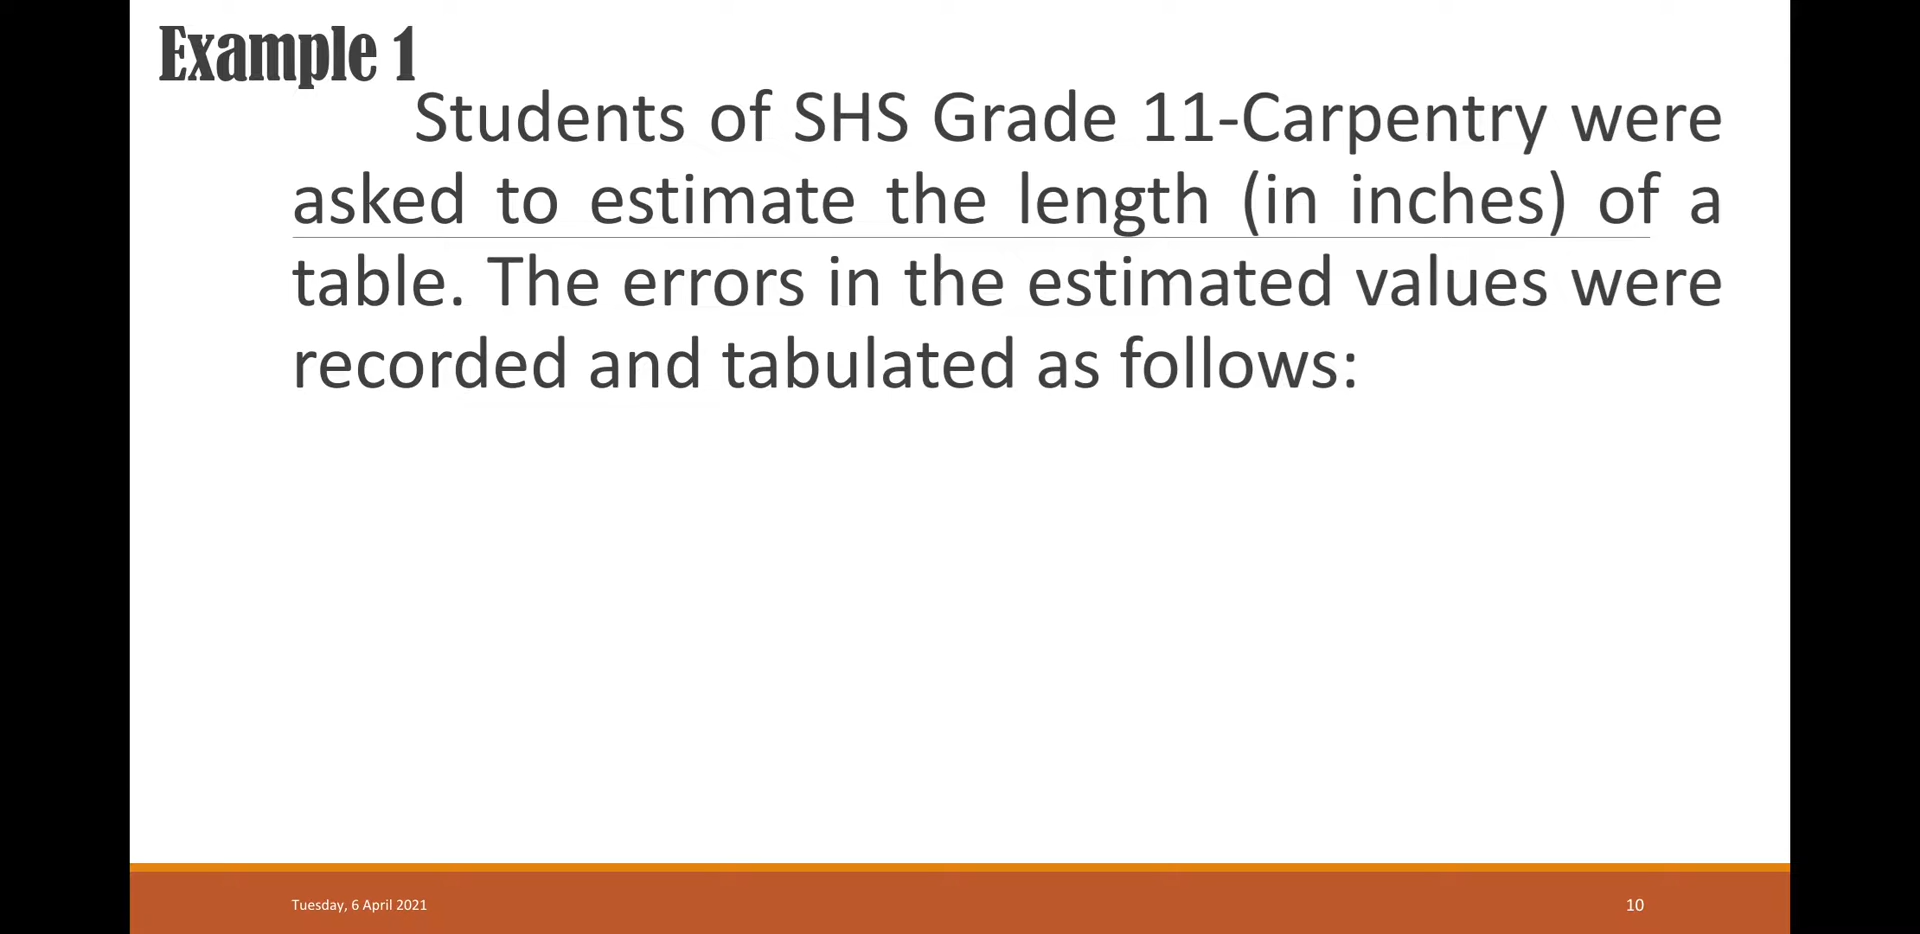 Example 1
Students of SHS Grade 11-Carpentry were
asked to estimate the length (in inches) of a
table. The errors in the estimated values were
recorded and tabulated as follows:
Tuesday, 6 April 2021
10